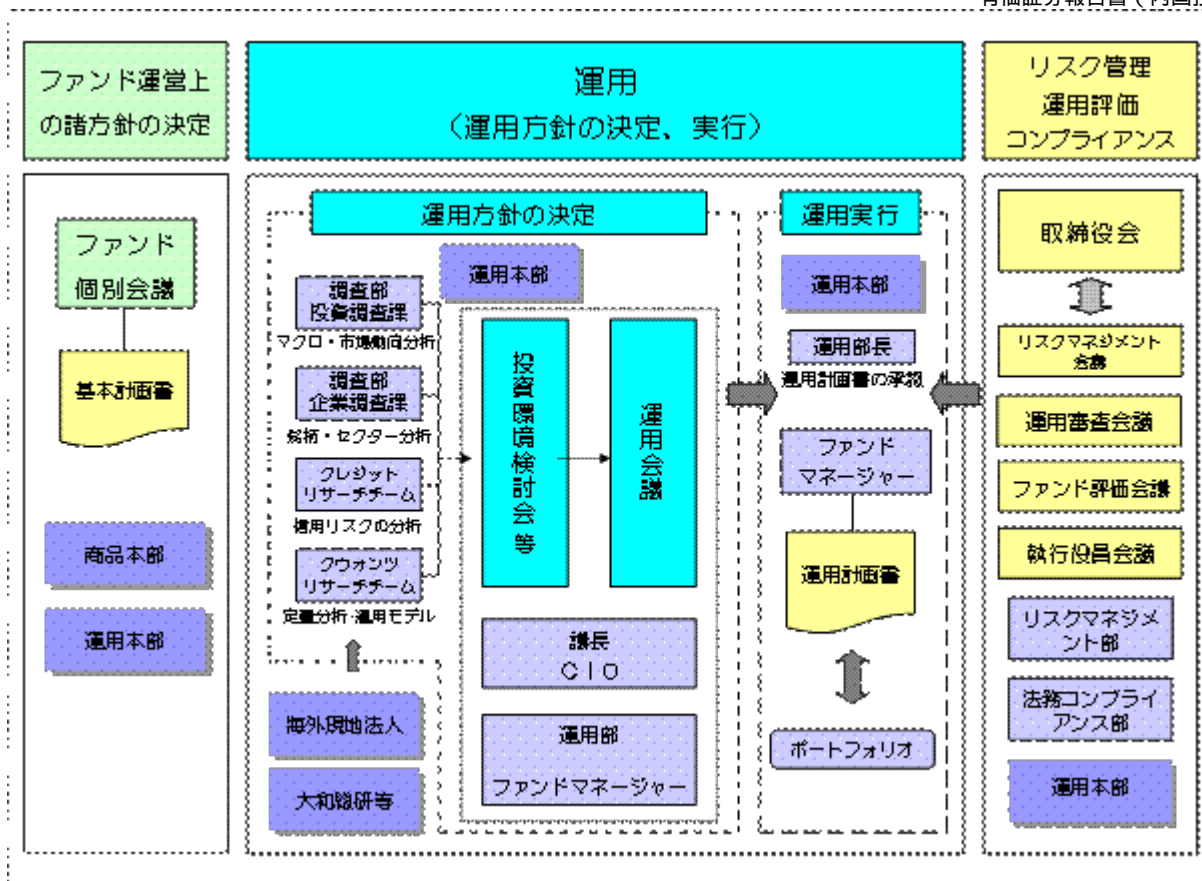 有価証券報告書（内国投
ファンド運営上
の諸方針の決定
運用
（運用方針の決定、実行）
リスク管理
運用評価
コンプライアンス
ファンド
個別会議
基本計画書
商品本部
運用本部
運用方針の決定
運用本部
調査部
投資調査課
マクロ・市場動向分析
調査部
企業調査課
銘柄・セクター分析
クレジット
リサーチチーム
信用リスクの分析
クウォンツ
リサーチチーム
定量分析・運用モデル
海外現地法人
大和総研等
投資環境検討会等
運用会議
議長
CIO
運用部
ファンドマネージャー
運用実行
運用本部
運用部長
運用計画書の承認
ファンド
マネージャー
運用計画書
ポートフォリオ
取締役会
リスクマネジメント
会議
運用審査会議
ファンド評価会議
執行役員会議
リスクマネジメ
ント部
法務コンプライ
アンス部
運用本部